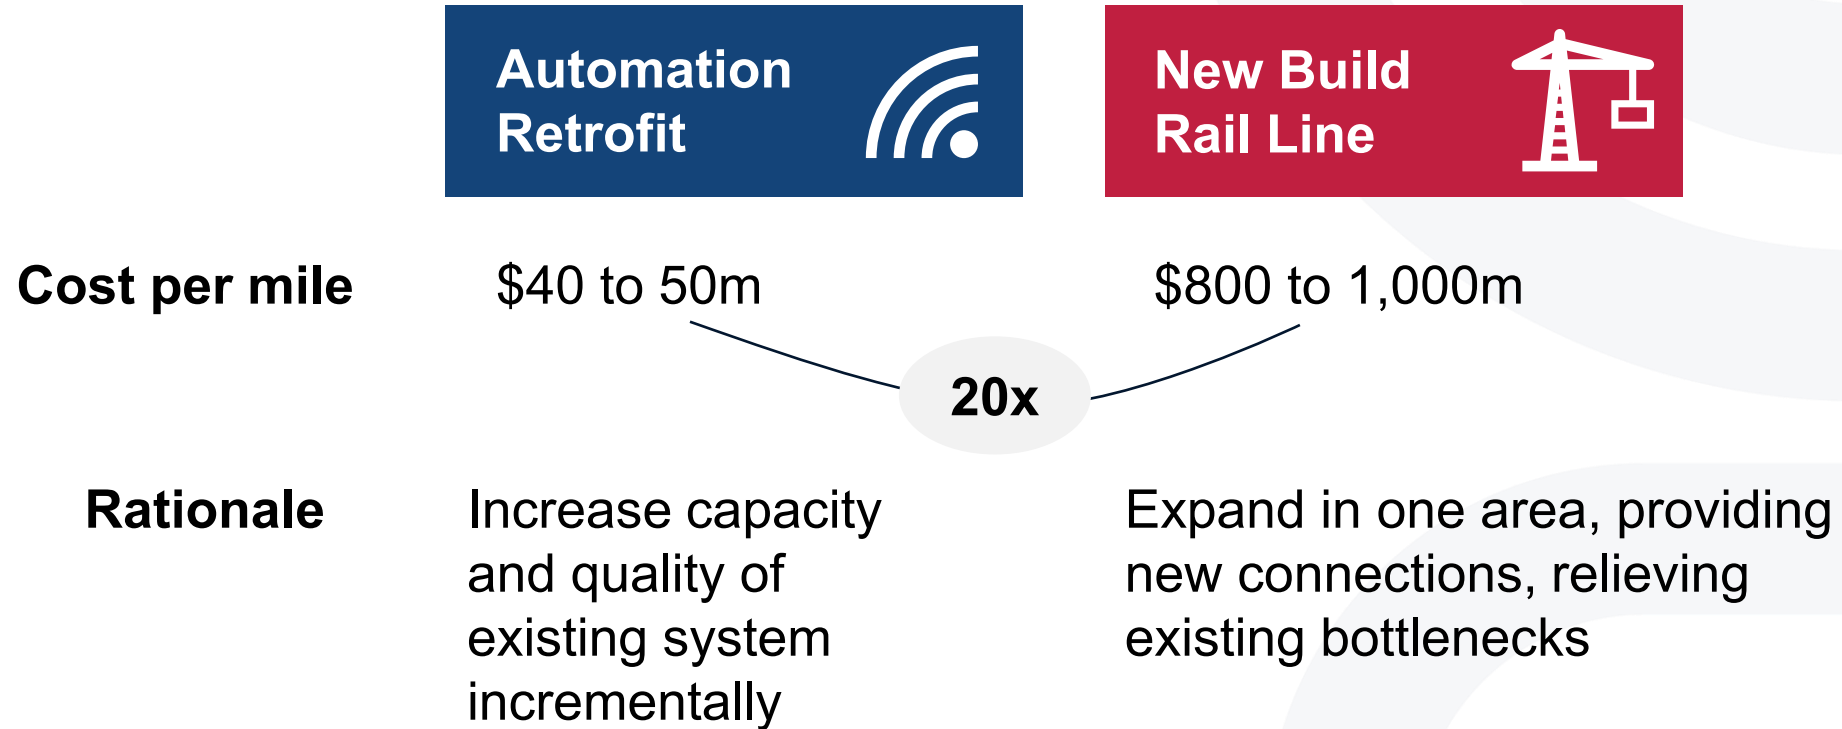 Automation
Retrofit
New Build
Rail Line
Cost per mile
$40 to 50m
$800 to 1,000m
20x
Rationale
Increase capacity
and quality of
existing system
incrementally
Expand in one area, providing
new connections, relieving
existing bottlenecks